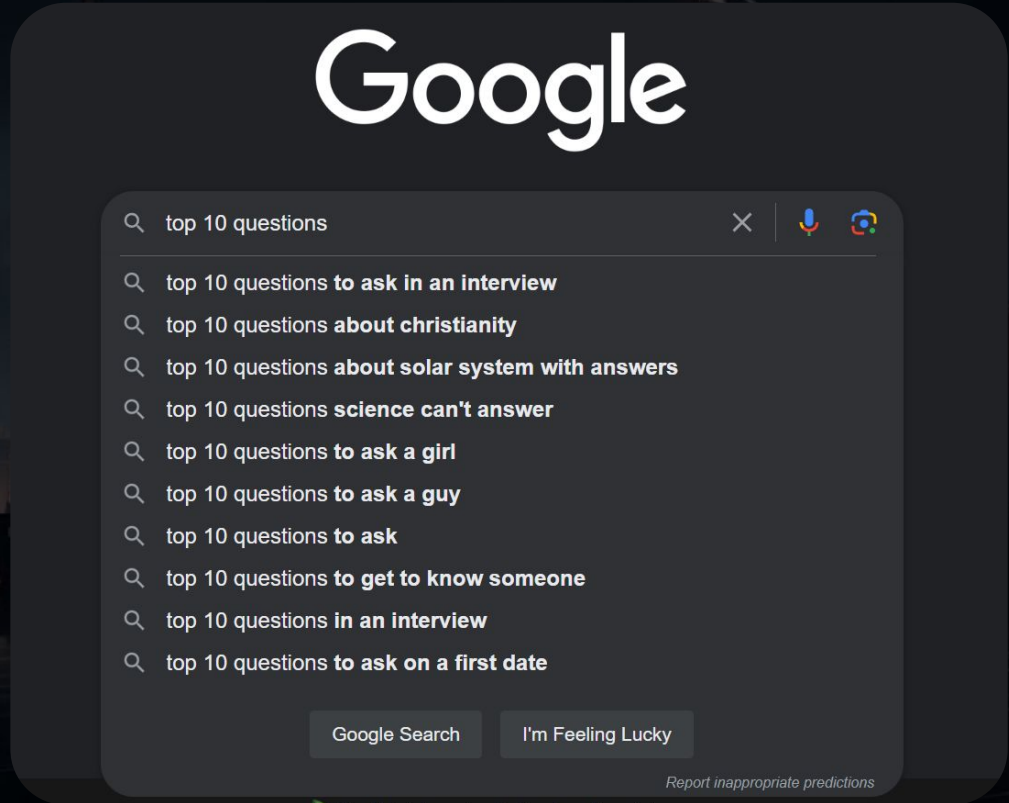 Google
top 10 questions
top 10 questions to ask in an interview
top 10 questions about christianity
top 10 questions about solar system with answers
top 10 questions science can't answer
top 10 questions to ask a girl
top 10 questions to ask a guy
top 10 questions to ask
top 10 questions to get to know someone
top 10 questions in an interview
top 10 questions to ask on a first date
Google Search I'm Feeling Lucky
Report inappropriate predictions